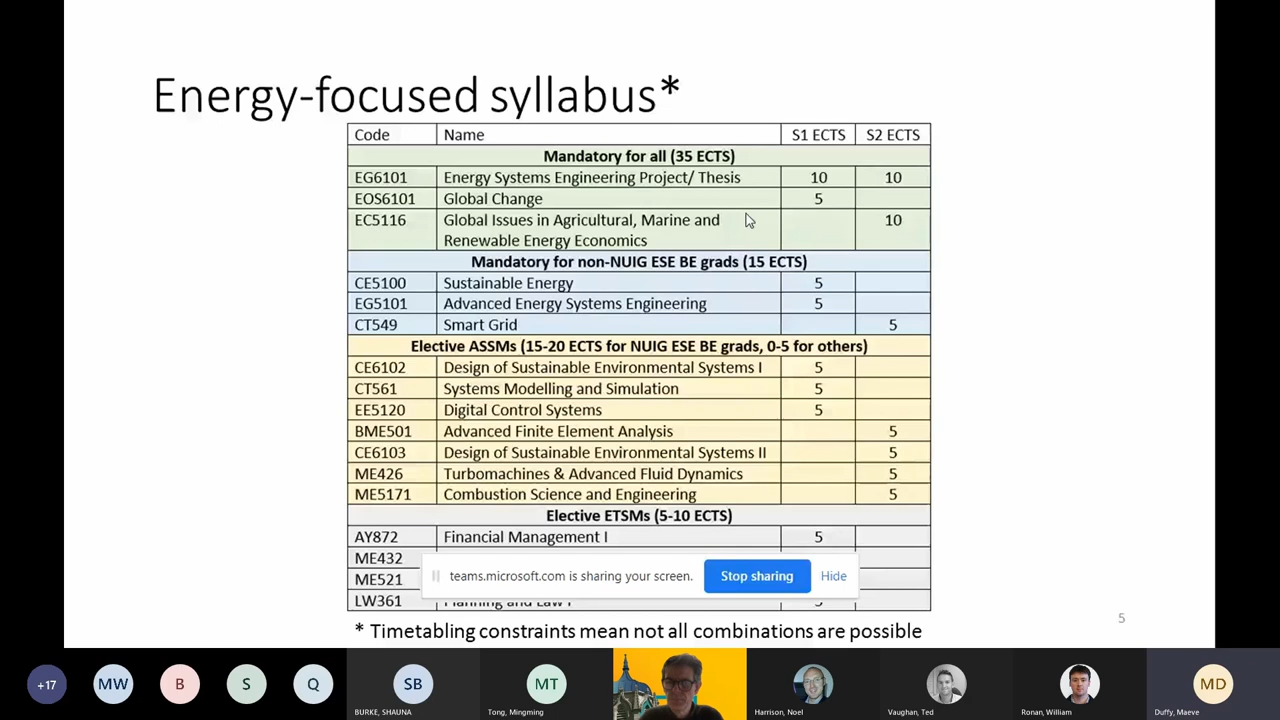 Energy-focused syllabus*
Code Name S1 ECTS S2 ECTS
Mandatory for all (35 ECTS)
EG6101 Energy Systems Engineering Project/ Thesis 10 10
EOS6101 Global Change 5
EC5116 Global Issues in Agricultural, Marine and 10
Renewable Energy Economics
Mandatory for non-NUIG ESE BE grads (15 ECTS)
CE5100 Sustainable Energy 5
EG5101 Advanced Energy Systems Engineering 5
CT549 Smart Grid 5
Elective ASSMs (15-20 ECTS for NUIG ESE BE grads, 0-5 for others)
CE6102 Design of Sustainable Environmental Systems I 5
CT561 Systems Modelling and Simulation 5
EE5120 Digital Control Systems 5
BME501 Advanced Finite Element Analysis 5
CE6103 Design of Sustainable Environmental Systems II 5
ME426 Turbomachines & Advanced Fluid Dynamics 5
ME5171 Combustion Science and Engineering 5
Elective ETSMs (5-10 ECTS)
AY872 Financial Management I 5
ME432
teams.microsoft.com is sharing your screen. Stop sharing Hide
ME521
LW361 Planning and Law I 5
* Timetabling constraints mean not all combinations are possible
5
+17 MW B S Q SB MT MD
BURKE, SHAUNA Tong, Mingming Harrison, Noel Vaughan, Ted Ronan, William Duffy, Maeve